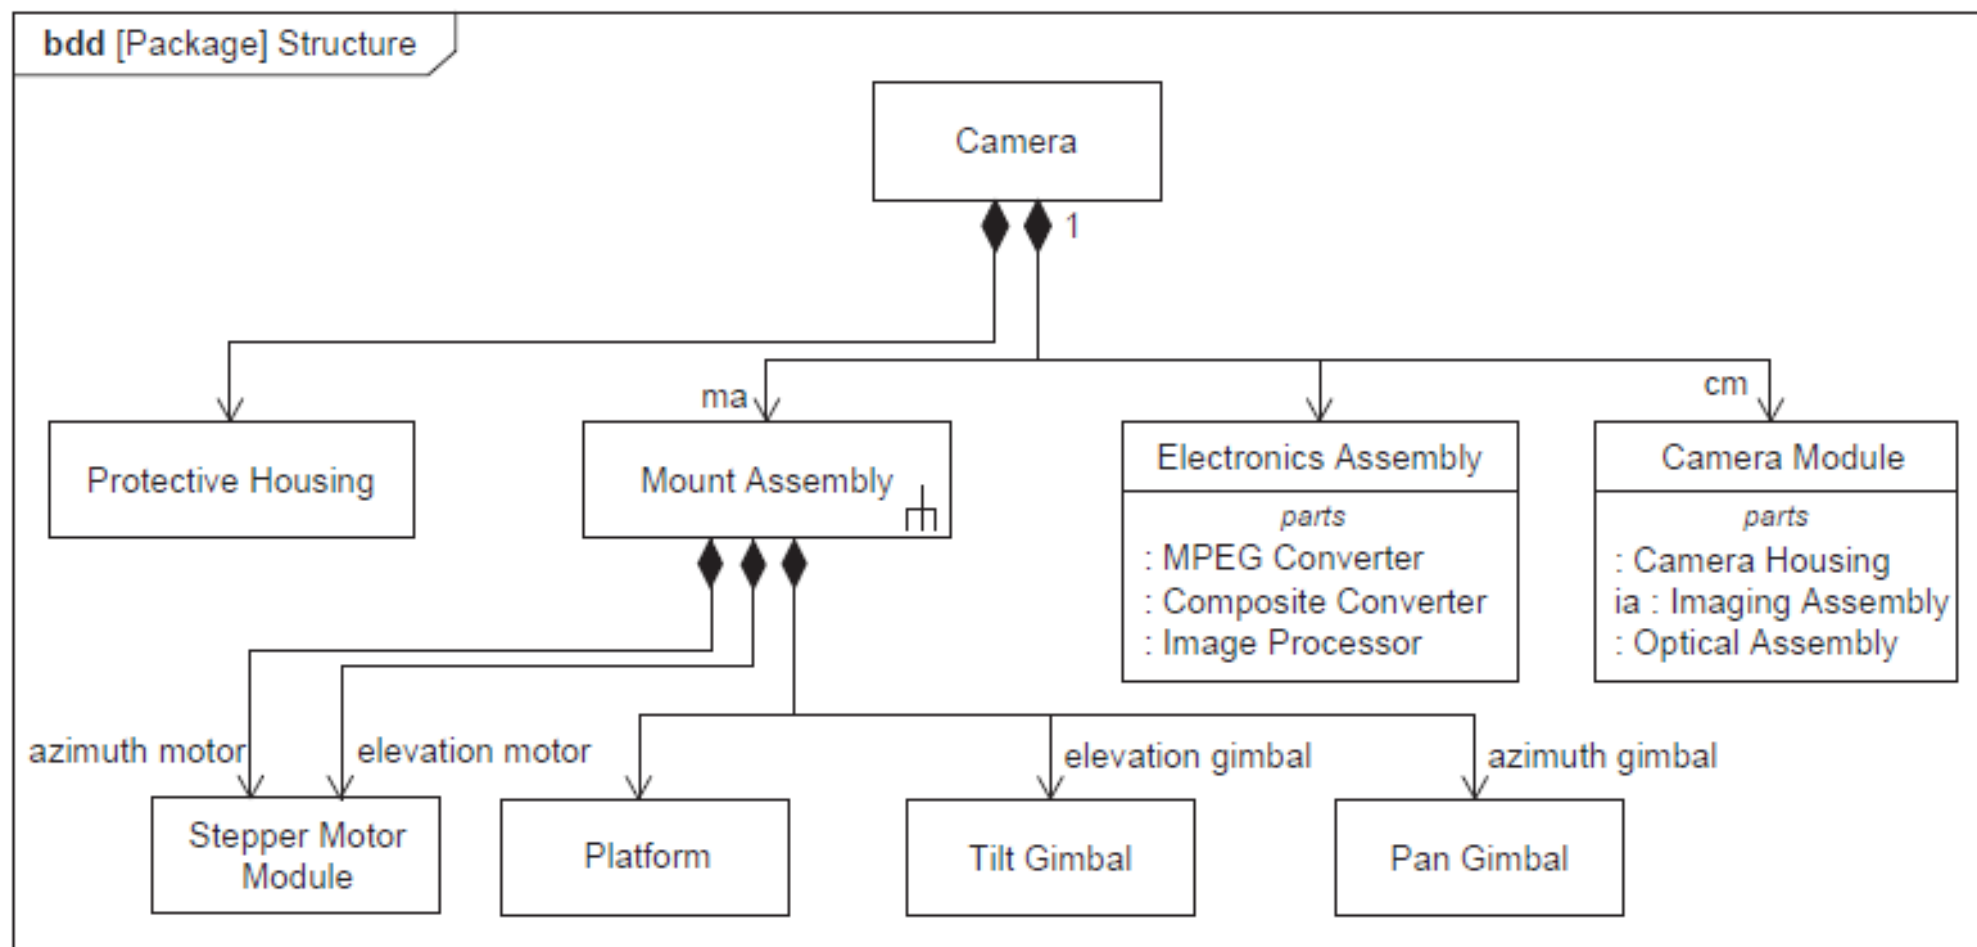 bdd [Package] Structure
Camera
1
ma
cm
Protective Housing
Mount Assembly
Electronics Assembly
parts
: MPEG Converter
: Composite Converter
: Image Processor
Camera Module
parts
: Camera Housing
ia : Imaging Assembly
: Optical Assembly
azimuth motor
elevation motor
elevation gimbal
azimuth gimbal
Stepper Motor
Module
Platform
Tilt Gimbal
Pan Gimbal